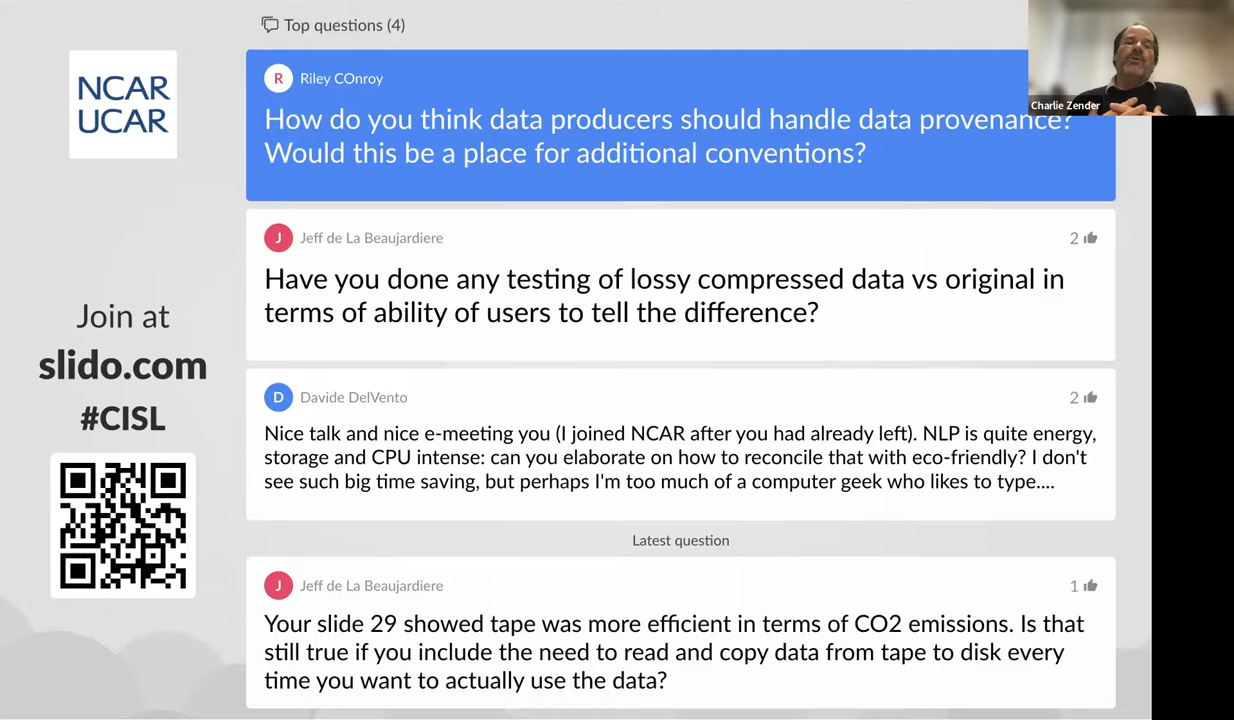 Top questions (4)
NCAR
UCAR
R Riley COnroy
How do you think data producers should handle data provenance?
Would this be a place for additional conventions?
Charlie Zender
J Jeff de La Beaujardiere 2
Have you done any testing of lossy compressed data vs original in
terms of ability of users to tell the difference?
Join at
slido.com
#CISL
D Davide DelVento 2
Nice talk and nice e-meeting you (I joined NCAR after you had already left). NLP is quite energy,
storage and CPU intense: can you elaborate on how to reconcile that with eco-friendly? I don't
see such big time saving, but perhaps I'm too much of a computer geek who likes to type....
Latest question
J Jeff de La Beaujardiere 1
Your slide 29 showed tape was more efficient in terms of CO2 emissions. Is that
still true if you include the need to read and copy data from tape to disk every
time you want to actually use the data?